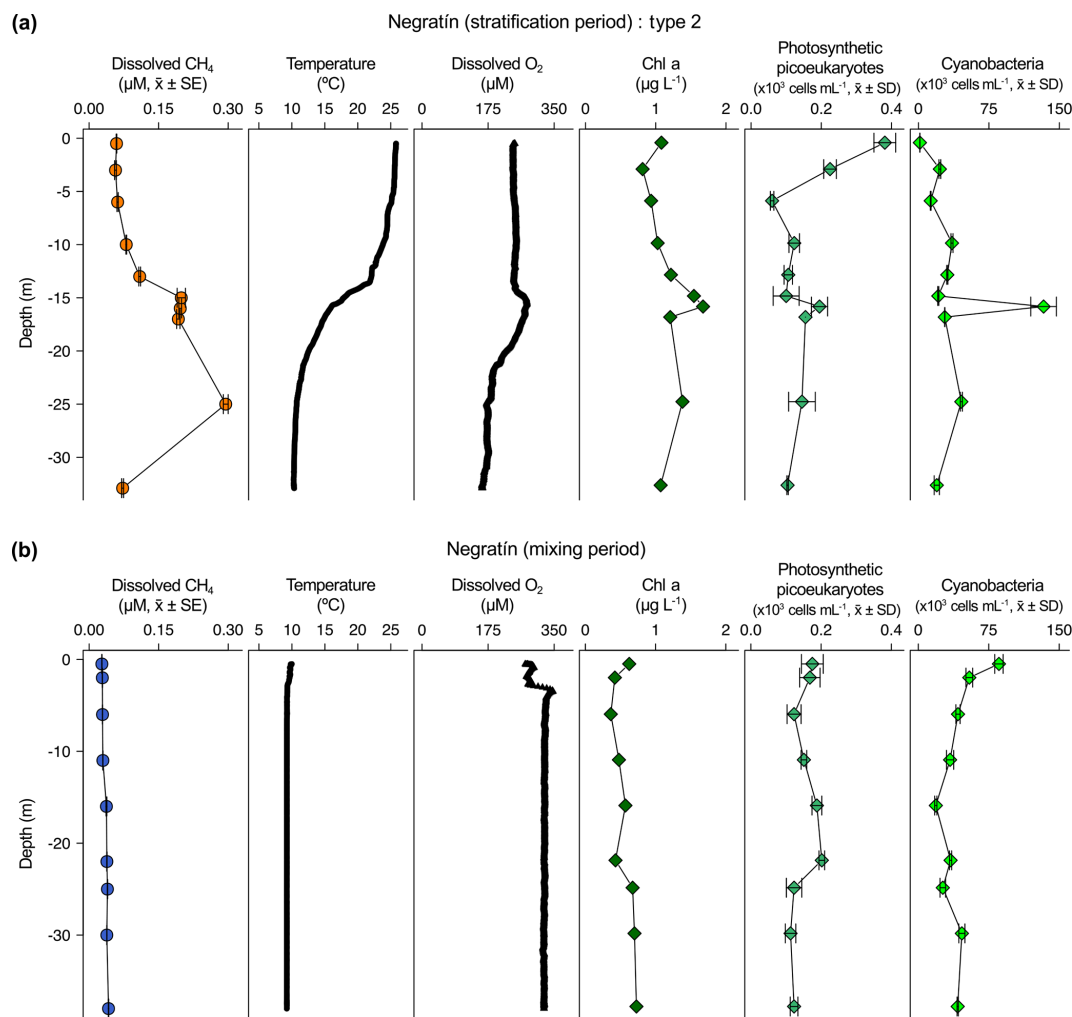 (a)
Negratín (stratification period) : type 2
Dissolved CH₄
(µM, x̄ ± SE)
Temperature
(ºC)
Dissolved O₂
(µM)
Chl a
(µg L⁻¹)
Photosynthetic
picoeukaryotes
(x10³ cells mL⁻¹, x̄ ± SD)
Cyanobacteria
(x10³ cells mL⁻¹, x̄ ± SD)
0.00 0.15 0.30
5 10 15 20 25
0 175 350
0 1 2
0.0 0.2 0.4
0 75 150
0
-5
-10
-15
-20
-25
-30
Depth (m)
(b)
Negratín (mixing period)
Dissolved CH₄
(µM, x̄ ± SE)
Temperature
(ºC)
Dissolved O₂
(µM)
Chl a
(µg L⁻¹)
Photosynthetic
picoeukaryotes
(x10³ cells mL⁻¹, x̄ ± SD)
Cyanobacteria
(x10³ cells mL⁻¹, x̄ ± SD)
0.00 0.15 0.30
5 10 15 20 25
0 175 350
0 1 2
0.0 0.2 0.4
0 75 150
0
-10
-20
-30
Depth (m)